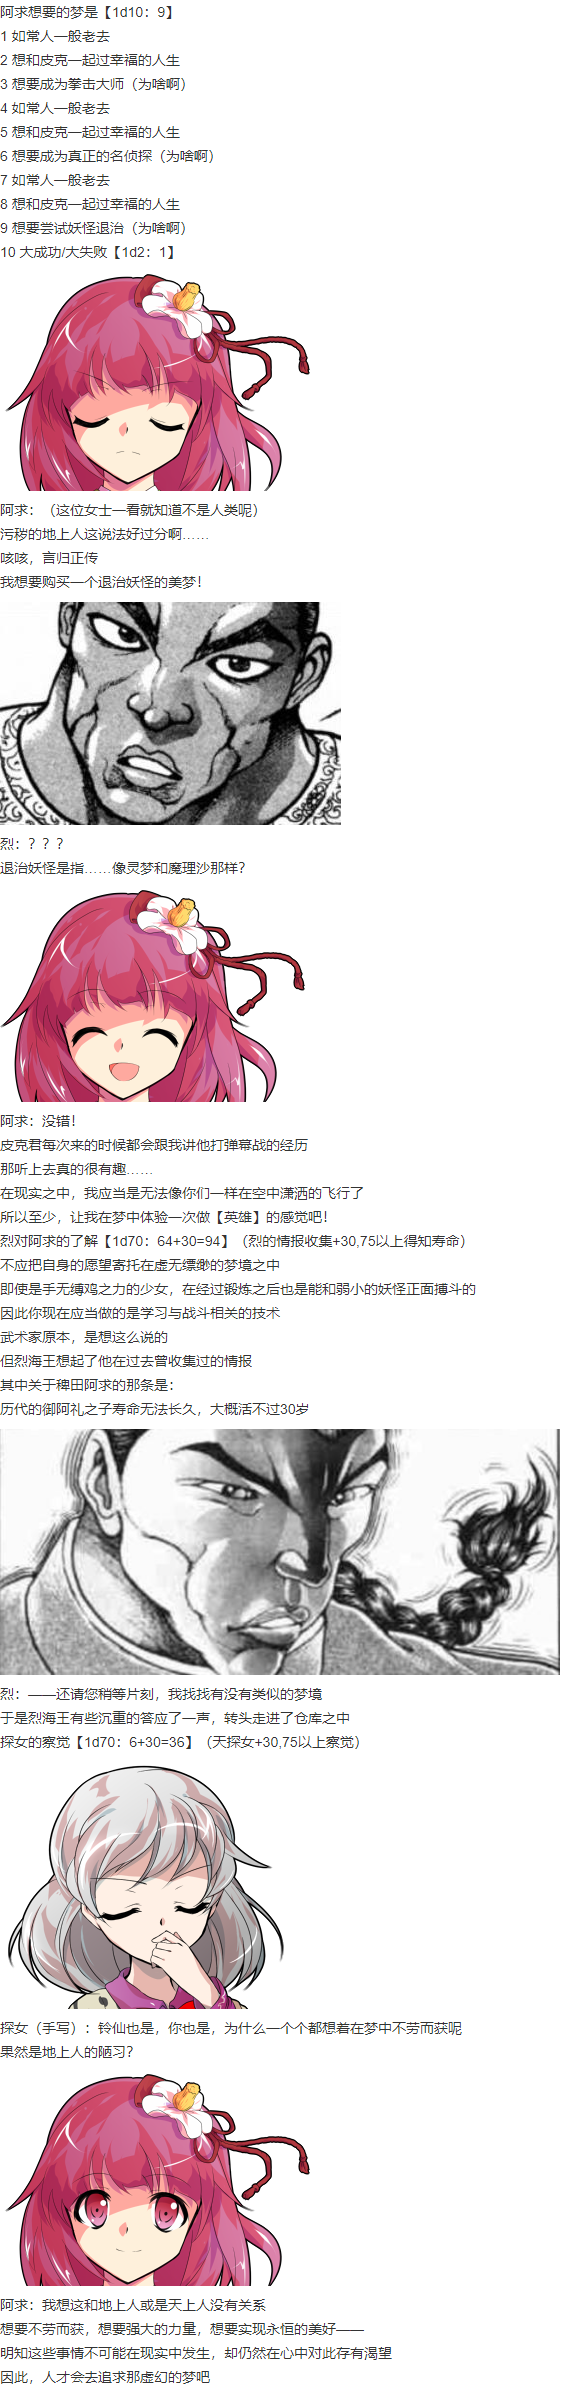 阿求想要的梦是【1d10：9】
1 如常人一般老去
2 想和皮克一起过幸福的人生
3 想要成为拳击大师（为啥啊）
4 如常人一般老去
5 想和皮克一起过幸福的人生
6 想要成为真正的名侦探（为啥啊）
7 如常人一般老去
8 想和皮克一起过幸福的人生
9 想要尝试妖怪退治（为啥啊）
10 大成功/大失败【1d2：1】
阿求：（这位女士一看就知道不是人类呢）
污秽的地上人这说法好过分啊……
咳咳，言归正传
我想要购买一个退治妖怪的美梦！
烈：？？？
退治妖怪是指……像灵梦和魔理沙那样？
阿求：没错！
皮克君每次来的时候都会跟我讲他打弹幕战的经历
那听上去真的很有趣……
在现实之中，我应当是无法像你们一样在空中潇洒的飞行了
所以至少，让我在梦中体验一次做【英雄】的感觉吧！
烈对阿求的了解【1d70：64+30=94】（烈的情报收集+30,75以上得知寿命）
不应把自身的愿望寄托在虚无缥缈的梦境之中
即使是手无缚鸡之力的少女，在经过锻炼之后也是能和弱小的妖怪正面搏斗的
因此你现在应当做的是学习与战斗相关的技术
武术家原本，是想这么说的
但烈海王想起了他在过去曾收集过的情报
其中关于稗田阿求的那条是：
历代的御阿礼之子寿命无法长久，大概活不过30岁
烈：——还请您稍等片刻，我找找有没有类似的梦境
于是烈海王有些沉重的答应了一声，转头走进了仓库之中
探女的察觉【1d70：6+30=36】（天探女+30,75以上察觉）
探女（手写）：铃仙也是，你也是，为什么一个个都想着在梦中不劳而获呢
果然是地上人的陋习？
阿求：我想这和地上人或是天上人没有关系
想要不劳而获，想要强大的力量，想要实现永恒的美好——
明知这些事情不可能在现实中发生，却仍然在心中对此存有渴望
因此，人才会去追求那虚幻的梦吧